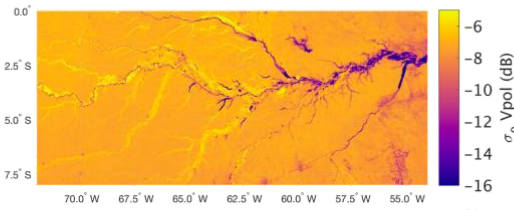 0.0°
2.5° S
5.0° S
7.5° S
70.0° W 67.5° W 65.0° W 62.5° W 60.0° W 57.5° W 55.0° W
-6
-8
-10
-12
-14
-16
σ₀ Vpol (dB)